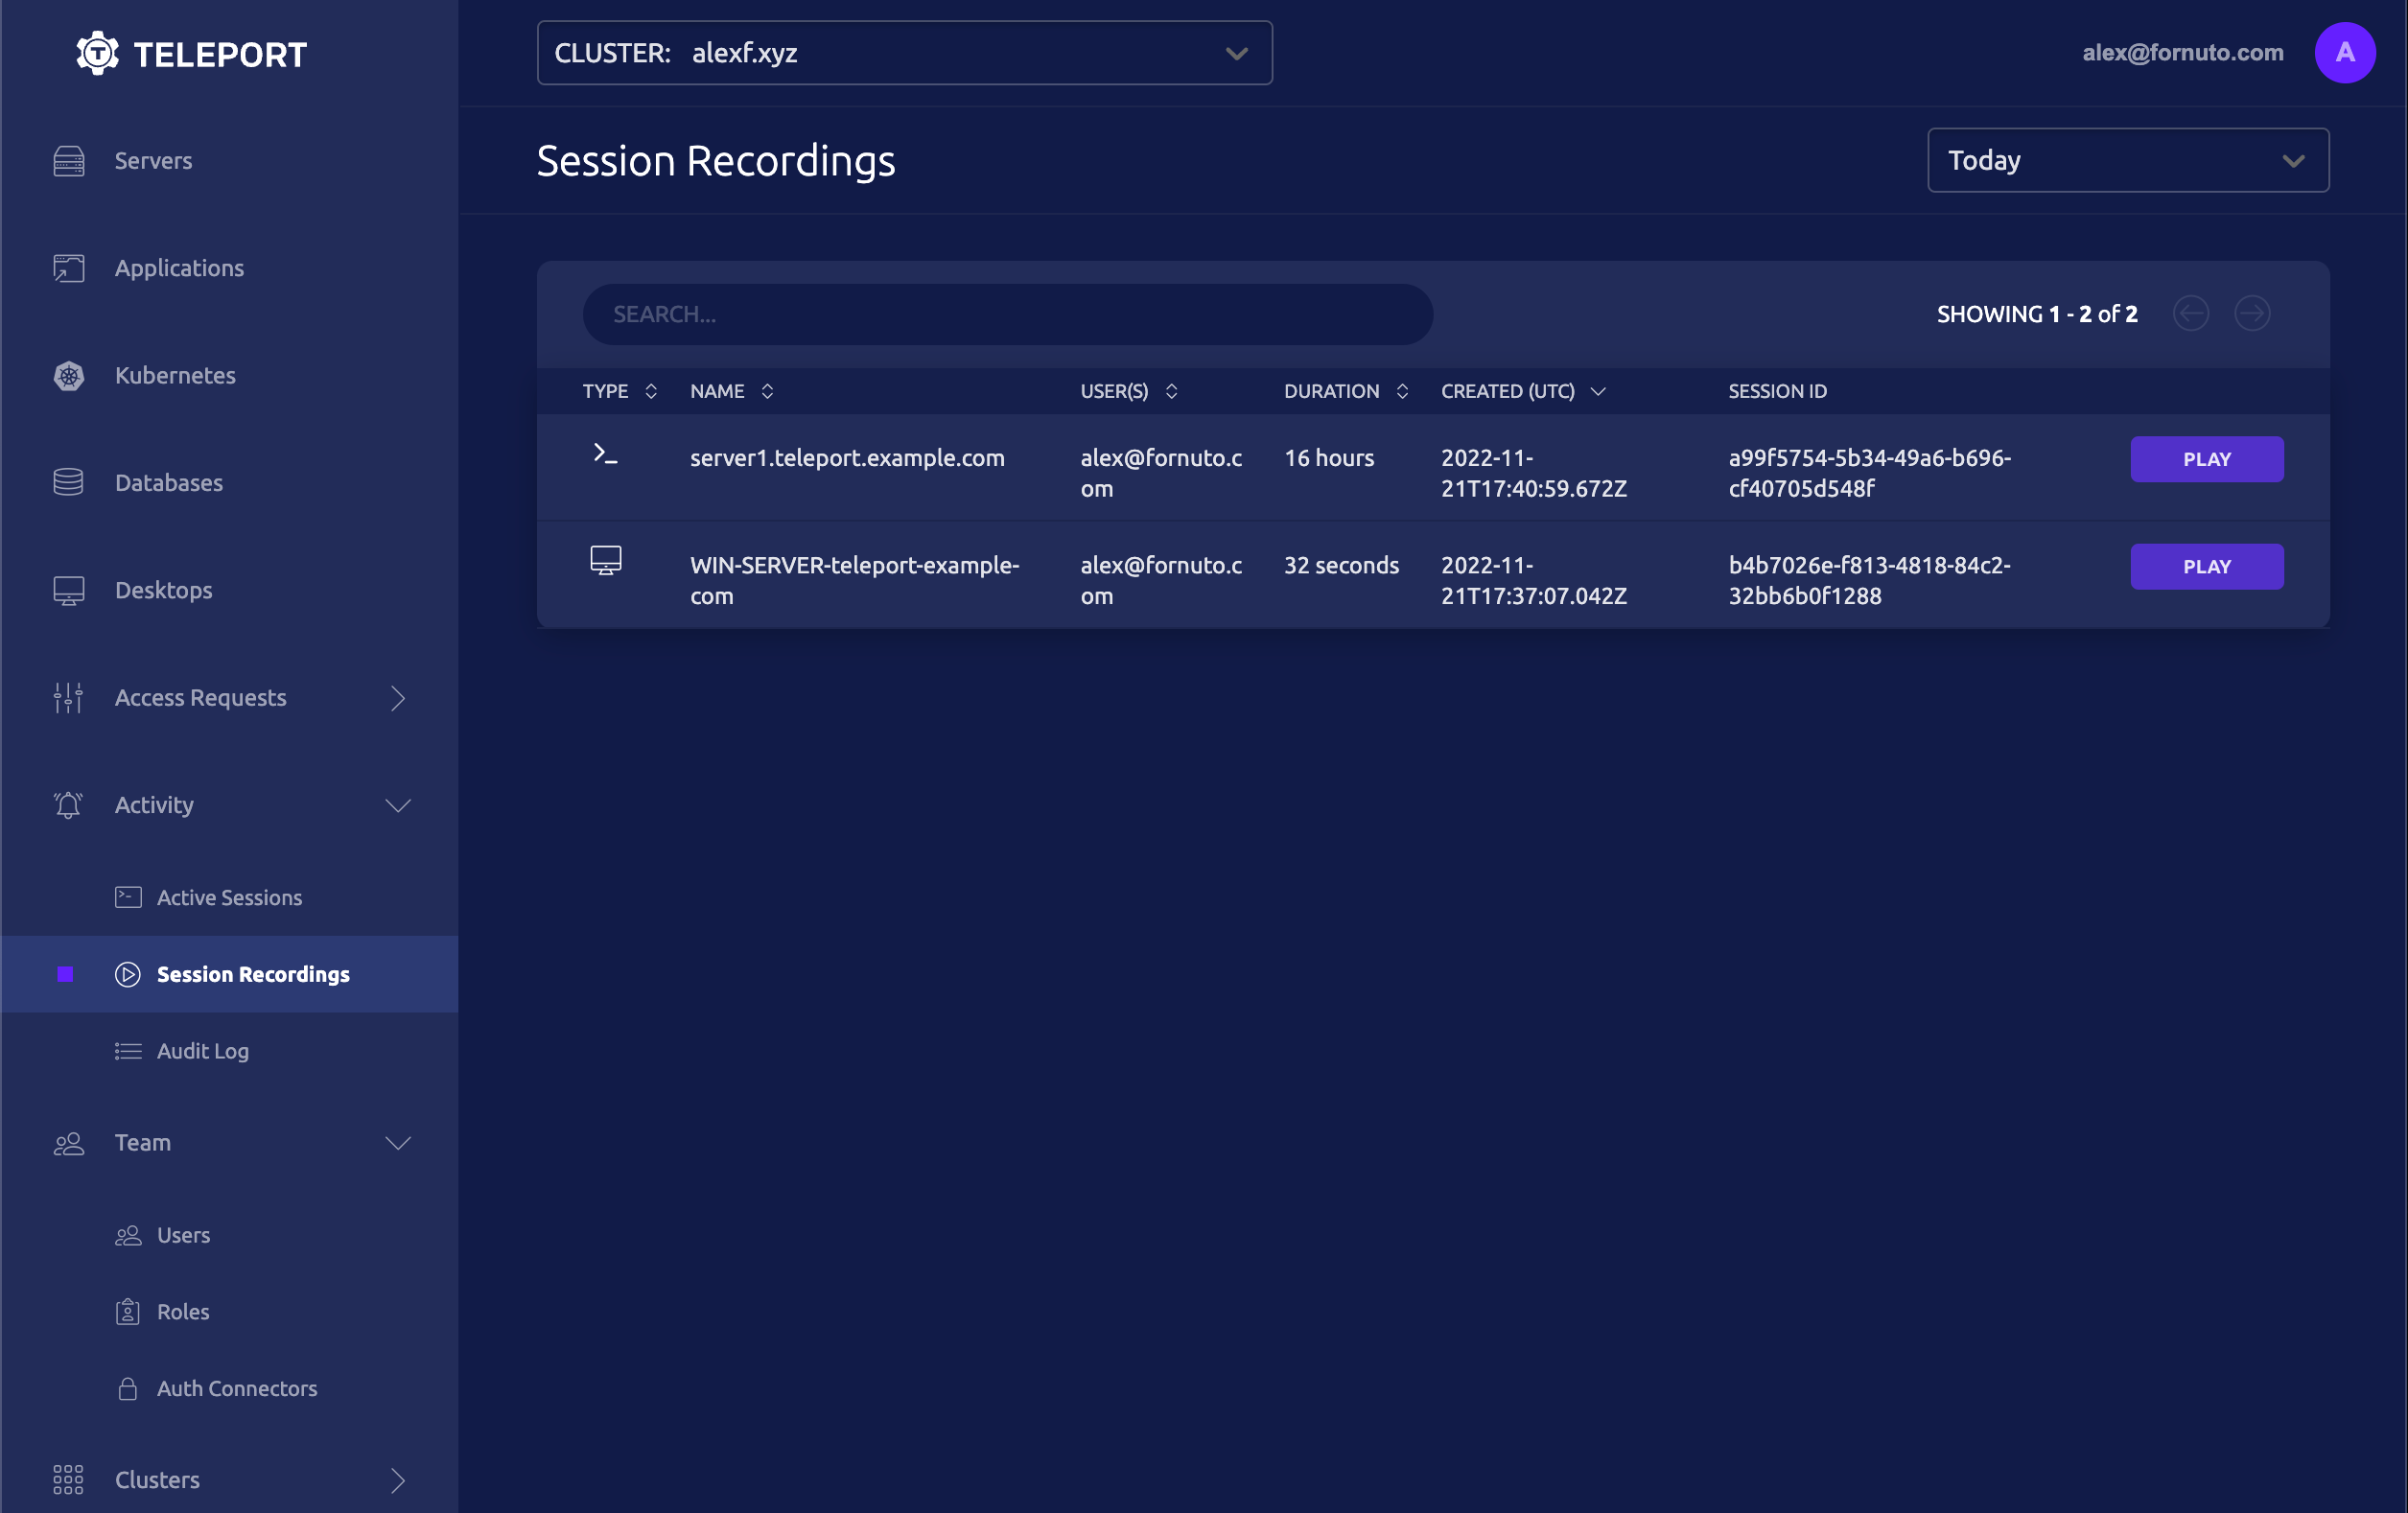 TELEPORT
CLUSTER: alexf.xyz
alex@fornuto.com
A
Servers
Applications
Kubernetes
Databases
Desktops
Access Requests
Activity
Active Sessions
Session Recordings
Audit Log
Team
Users
Roles
Auth Connectors
Clusters
Session Recordings
Today
SEARCH...
SHOWING 1 - 2 of 2
TYPE NAME USER(S) DURATION CREATED (UTC) SESSION ID
server1.teleport.example.com
alex@fornuto.c
om
16 hours
2022-11-
21T17:40:59.672Z
a99f5754-5b34-49a6-b696-
cf40705d548f
PLAY
WIN-SERVER-teleport-example-
com
alex@fornuto.c
om
32 seconds
2022-11-
21T17:37:07.042Z
b4b7026e-f813-4818-84c2-
32bb6b0f1288
PLAY